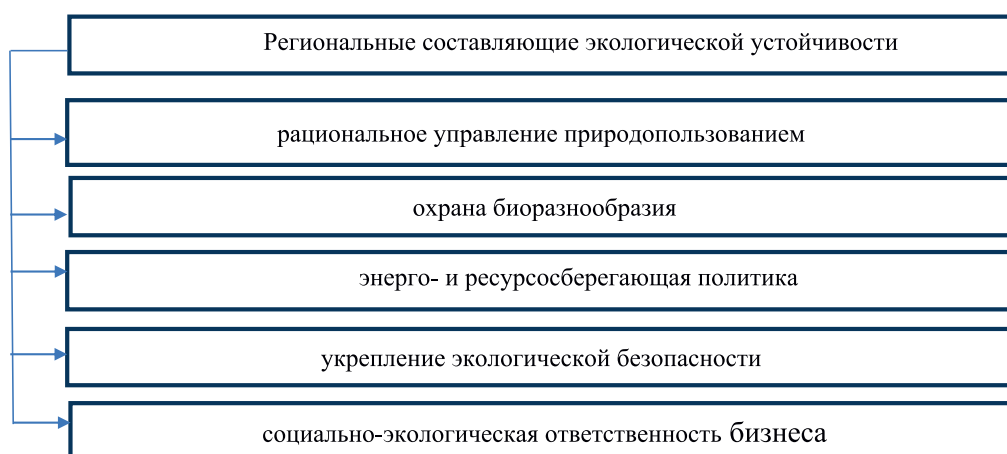 Региональные составляющие экологической устойчивости
рациональное управление природопользованием
охрана биоразнообразия
энерго- и ресурсосберегающая политика
укрепление экологической безопасности
социально-экологическая ответственность бизнеса